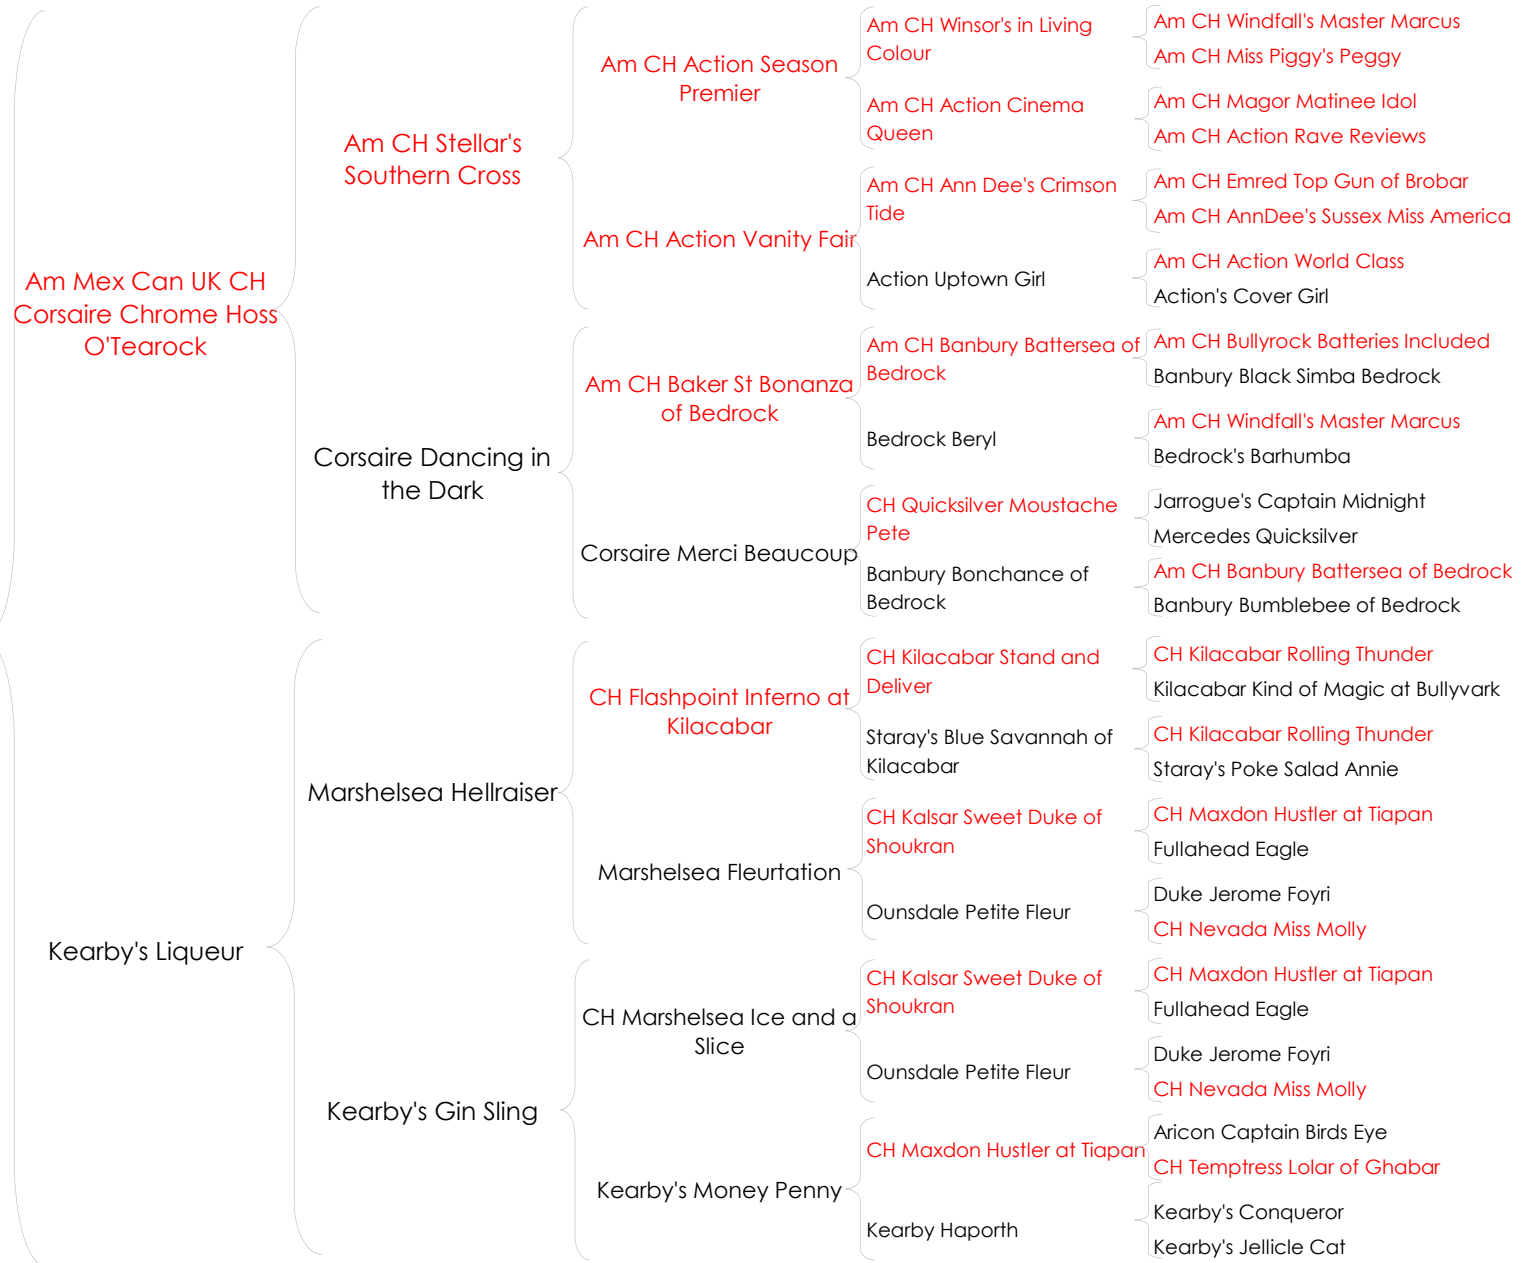 Am Mex Can UK CH
Corsaire Chrome Hoss
O'Tearock
Kearby's Liqueur
Am CH Stellar's
Southern Cross
Corsaire Dancing in
the Dark
Marshelsea Hellraiser
Kearby's Gin Sling
Am CH Action Season
Premier
Am CH Action Vanity Fair
Am CH Baker St Bonanza
of Bedrock
Corsaire Merci Beaucoup
CH Flashpoint Inferno at
Kilacabar
Marshelsea Fleurtation
CH Marshelsea Ice and a
Slice
Kearby's Money Penny
Am CH Winsor's in Living
Colour
Am CH Action Cinema
Queen
Am CH Ann Dee's Crimson
Tide
Action Uptown Girl
Am CH Banbury Battersea of
Bedrock
Bedrock Beryl
CH Quicksilver Moustache
Pete
Banbury Bonchance of
Bedrock
CH Kilacabar Stand and
Deliver
Staray's Blue Savannah of
Kilacabar
CH Kalsar Sweet Duke of
Shoukran
Ounsdale Petite Fleur
CH Kalsar Sweet Duke of
Shoukran
Ounsdale Petite Fleur
CH Maxdon Hustler at Tiapan
Kearby Haporth
Am CH Windfall's Master Marcus
Am CH Miss Piggy's Peggy
Am CH Magor Matinee Idol
Am CH Action Rave Reviews
Am CH Emred Top Gun of Brobar
Am CH AnnDee's Sussex Miss America
Am CH Action World Class
Action's Cover Girl
Am CH Bullyrock Batteries Included
Banbury Black Simba Bedrock
Am CH Windfall's Master Marcus
Bedrock's Barhumba
Jarrogue's Captain Midnight
Mercedes Quicksilver
Am CH Banbury Battersea of Bedrock
Banbury Bumblebee of Bedrock
CH Kilacabar Rolling Thunder
Kilacabar Kind of Magic at Bullyvark
CH Kilacabar Rolling Thunder
Staray's Poke Salad Annie
CH Maxdon Hustler at Tiapan
Fullahead Eagle
Duke Jerome Foyri
CH Nevada Miss Molly
CH Maxdon Hustler at Tiapan
Fullahead Eagle
Duke Jerome Foyri
CH Nevada Miss Molly
Aricon Captain Birds Eye
CH Temptress Lolar of Ghabar
Kearby's Conqueror
Kearby's Jellicle Cat